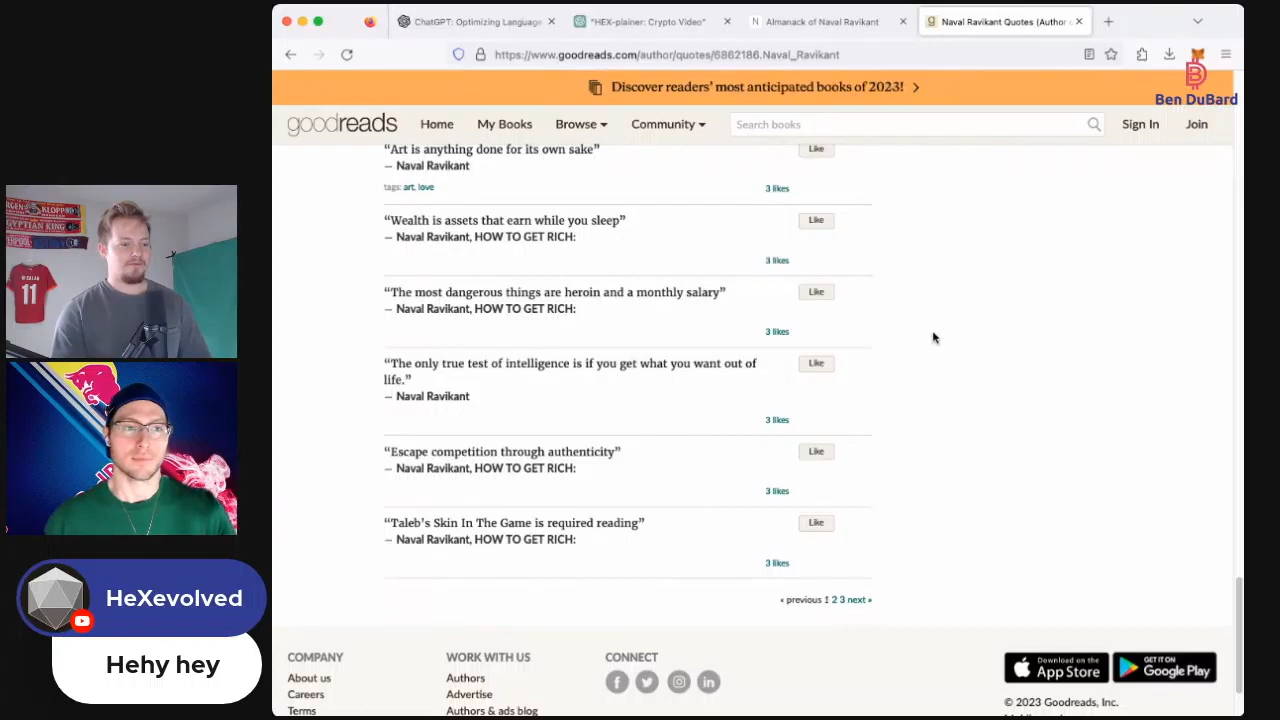 ChatGPT: Optimizing Language
"HEX-plainer: Crypto Video"
Almanack of Naval Ravikant
Naval Ravikant Quotes (Author
https://www.goodreads.com/author/quotes/6862186.Naval_Ravikant
Ben DuBard
Discover readers' most anticipated books of 2023!
goodreads Home My Books Browse Community Search books Sign In Join
“Art is anything done for its own sake” Like
― Naval Ravikant
tags: art, love 3 likes
“Wealth is assets that earn while you sleep” Like
― Naval Ravikant, HOW TO GET RICH:
3 likes
“The most dangerous things are heroin and a monthly salary” Like
― Naval Ravikant, HOW TO GET RICH:
3 likes
“The only true test of intelligence is if you get what you want out of Like
life.”
― Naval Ravikant
3 likes
“Escape competition through authenticity” Like
― Naval Ravikant, HOW TO GET RICH:
3 likes
“Taleb’s Skin In The Game is required reading” Like
― Naval Ravikant, HOW TO GET RICH:
3 likes
« previous 1 2 3 next »
COMPANY
About us
Careers
Terms
WORK WITH US
Authors
Advertise
Authors & ads blog
CONNECT
Download on the
App Store
GET IT ON
Google Play
© 2023 Goodreads, Inc.
KLOPP
EGYPTIAN KING
M.SALAH
11
HeXevolved
Hehy hey